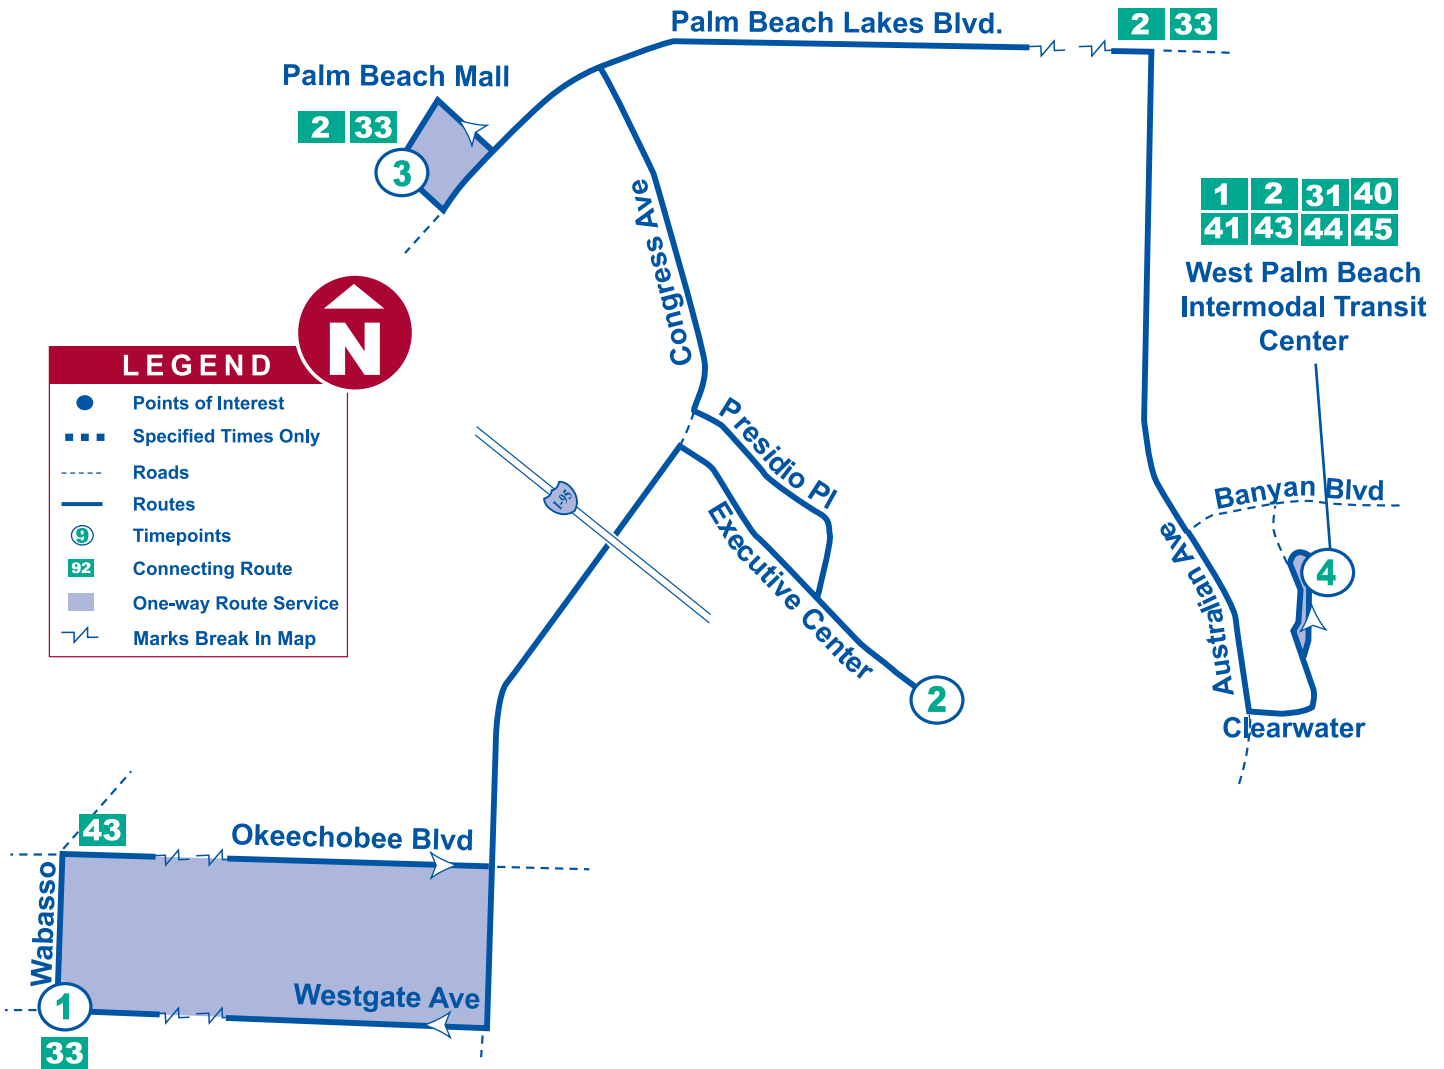 Palm Beach Lakes Blvd.
2 33
Palm Beach Mall
2 33
3
Congress Ave
1 2 31 40
41 43 44 45
West Palm Beach
Intermodal Transit
Center
N
LEGEND
Points of Interest
Specified Times Only
Roads
Routes
9 Timepoints
92 Connecting Route
One-way Route Service
Marks Break In Map
Presidio Pl
I-95
Executive Center
2
Banyan Blvd
Australian Ave
4
Clearwater
43
Okeechobee Blvd
Wabasso
Westgate Ave
1
33